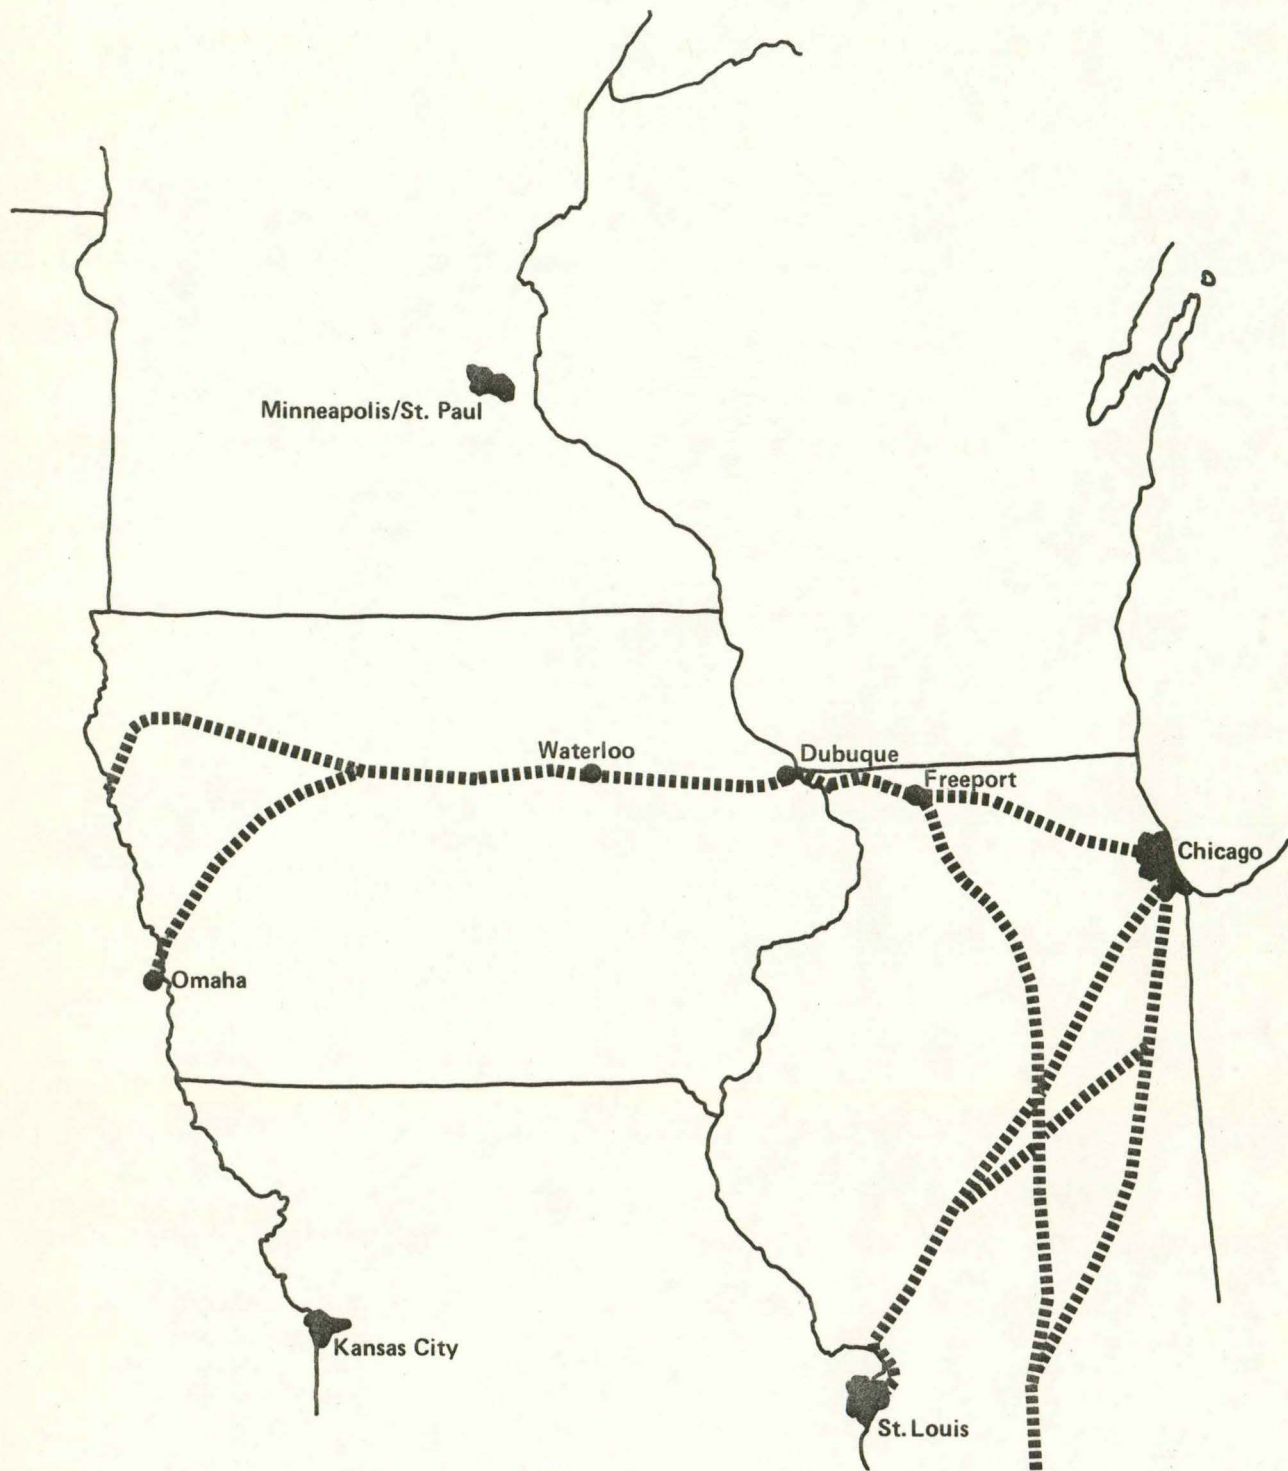 Minneapolis/St. Paul
Waterloo
Dubuque
Freeport
Chicago
Omaha
Kansas City
St. Louis